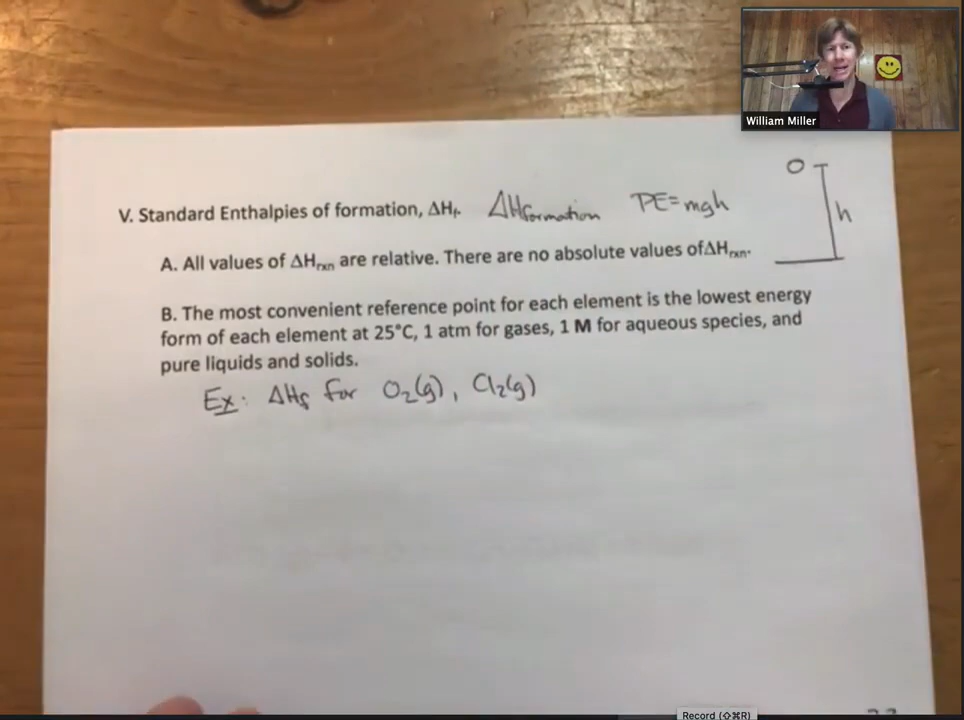 William Miller
O
V. Standard Enthalpies of formation, ΔHf. ΔHformation PE=mgh
h
A. All values of ΔHrxn are relative. There are no absolute values ofΔHrxn.
B. The most convenient reference point for each element is the lowest energy
form of each element at 25°C, 1 atm for gases, 1 M for aqueous species, and
pure liquids and solids.
Ex: ΔHf for O2(g), Cl2(g)
Record (⇧⌘R)